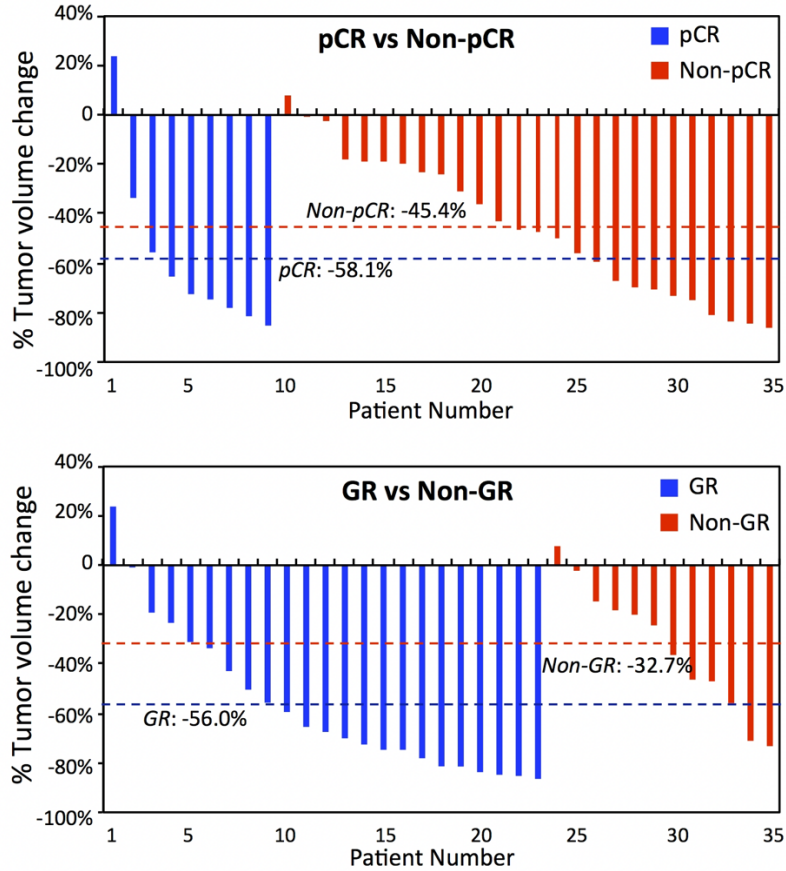 pCR vs Non-pCR
pCR
Non-pCR
% Tumor volume change
40%
20%
0
-20%
-40%
-60%
-80%
-100%
Non-pCR: -45.4%
pCR: -58.1%
1 5 10 15 20 25 30 35
Patient Number
GR vs Non-GR
GR
Non-GR
% Tumor volume change
40%
20%
0
-20%
-40%
-60%
-80%
-100%
Non-GR: -32.7%
GR: -56.0%
1 5 10 15 20 25 30 35
Patient Number